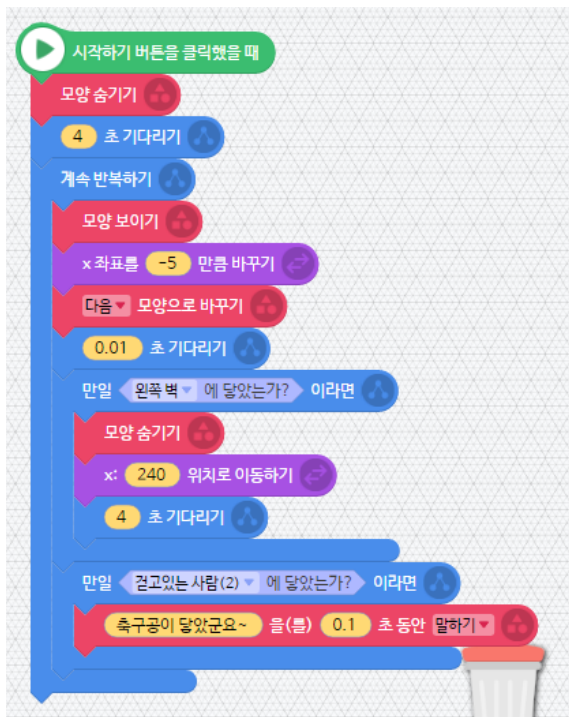 시작하기 버튼을 클릭했을 때
모양 숨기기
4 초 기다리기
계속 반복하기
모양 보이기
x 좌표를 -5 만큼 바꾸기
다음 모양으로 바꾸기
0.01 초 기다리기
만일 왼쪽 벽 에 닿았는가? 이라면
모양 숨기기
x: 240 위치로 이동하기
4 초 기다리기
만일 걷고있는 사람(2) 에 닿았는가? 이라면
축구공이 닿았군요~ 을(를) 0.1 초 동안 말하기